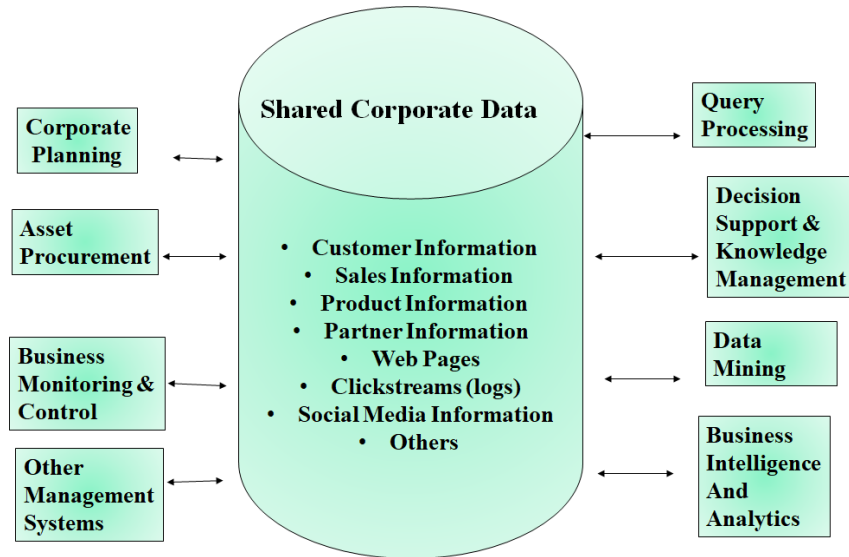 Shared Corporate Data
Corporate
Planning
Asset
Procurement
Business
Monitoring &
Control
Other
Management
Systems
• Customer Information
• Sales Information
• Product Information
• Partner Information
• Web Pages
• Clickstreams (logs)
• Social Media Information
• Others
Query
Processing
Decision
Support &
Knowledge
Management
Data
Mining
Business
Intelligence
And
Analytics